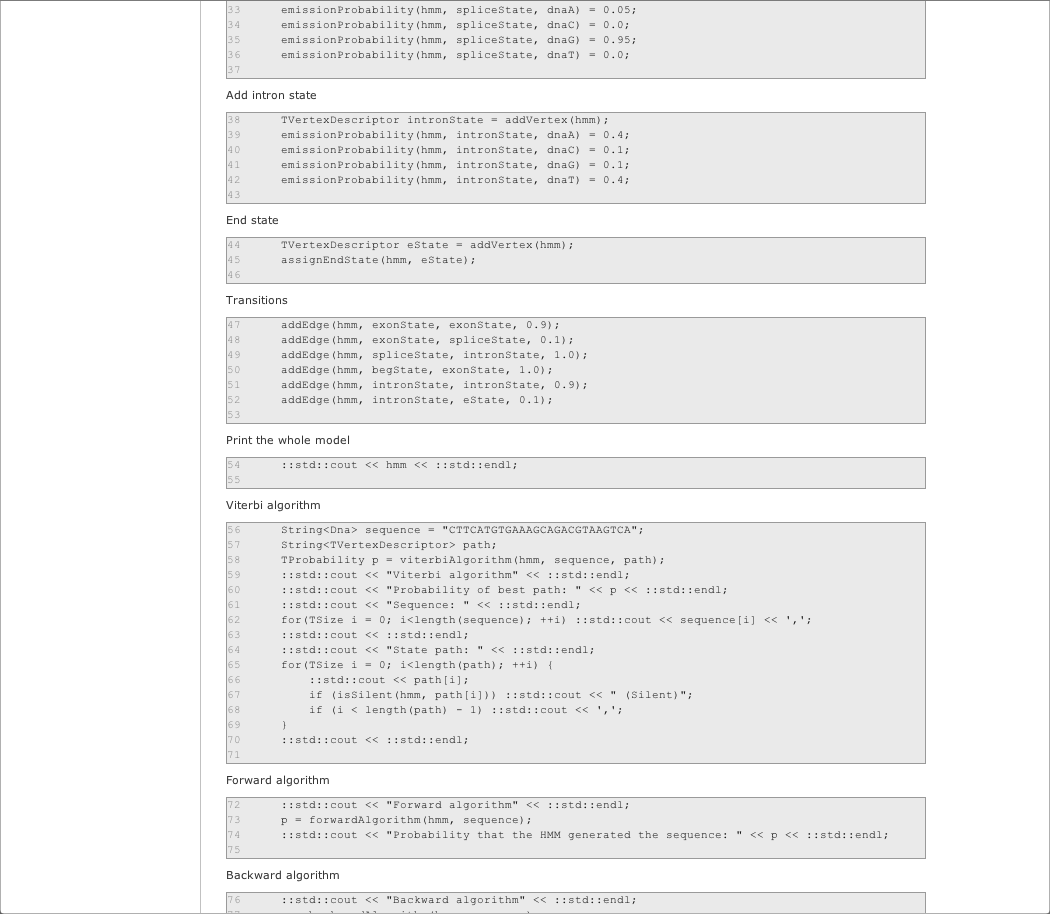 33 emissionProbability(hmm, spliceState, dnaA) = 0.05;
34 emissionProbability(hmm, spliceState, dnaC) = 0.0;
35 emissionProbability(hmm, spliceState, dnaG) = 0.95;
36 emissionProbability(hmm, spliceState, dnaT) = 0.0;
37
Add intron state
38 TVertexDescriptor intronState = addVertex(hmm);
39 emissionProbability(hmm, intronState, dnaA) = 0.4;
40 emissionProbability(hmm, intronState, dnaC) = 0.1;
41 emissionProbability(hmm, intronState, dnaG) = 0.1;
42 emissionProbability(hmm, intronState, dnaT) = 0.4;
43
End state
44 TVertexDescriptor eState = addVertex(hmm);
45 assignEndState(hmm, eState);
46
Transitions
47 addEdge(hmm, exonState, exonState, 0.9);
48 addEdge(hmm, exonState, spliceState, 0.1);
49 addEdge(hmm, spliceState, intronState, 1.0);
50 addEdge(hmm, begState, exonState, 1.0);
51 addEdge(hmm, intronState, intronState, 0.9);
52 addEdge(hmm, intronState, eState, 0.1);
53
Print the whole model
54 ::std::cout << hmm << ::std::endl;
55
Viterbi algorithm
56 String<Dna> sequence = "CTTCATGTGAAAGCAGACGTAAGTCA";
57 String<TVertexDescriptor> path;
58 TProbability p = viterbiAlgorithm(hmm, sequence, path);
59 ::std::cout << "Viterbi algorithm" << ::std::endl;
60 ::std::cout << "Probability of best path: " << p << ::std::endl;
61 ::std::cout << "Sequence: " << ::std::endl;
62 for(TSize i = 0; i<length(sequence); ++i) ::std::cout << sequence[i] << ',';
63 ::std::cout << ::std::endl;
64 ::std::cout << "State path: " << ::std::endl;
65 for(TSize i = 0; i<length(path); ++i) {
66 ::std::cout << path[i];
67 if (isSilent(hmm, path[i])) ::std::cout << " (Silent)";
68 if (i < length(path) - 1) ::std::cout << ',';
69 }
70 ::std::cout << ::std::endl;
71
Forward algorithm
72 ::std::cout << "Forward algorithm" << ::std::endl;
73 p = forwardAlgorithm(hmm, sequence);
74 ::std::cout << "Probability that the HMM generated the sequence: " << p << ::std::endl;
75
Backward algorithm
76 ::std::cout << "Backward algorithm" << ::std::endl;